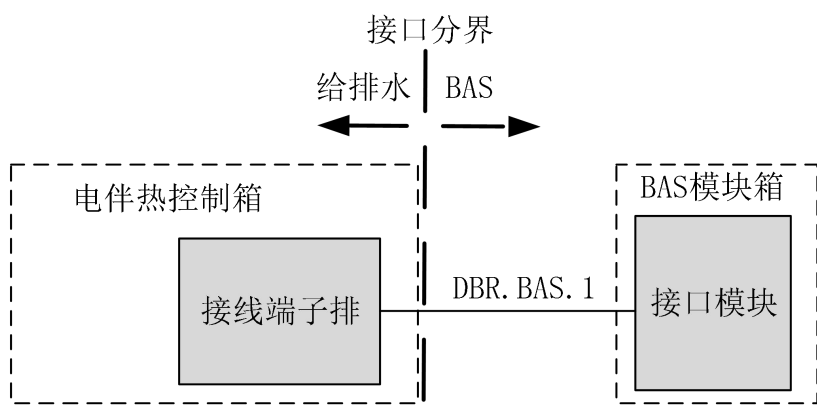 接口分界
给排水 BAS
电伴热控制箱
BAS模块箱
接线端子排
DBR.BAS.1
接口模块